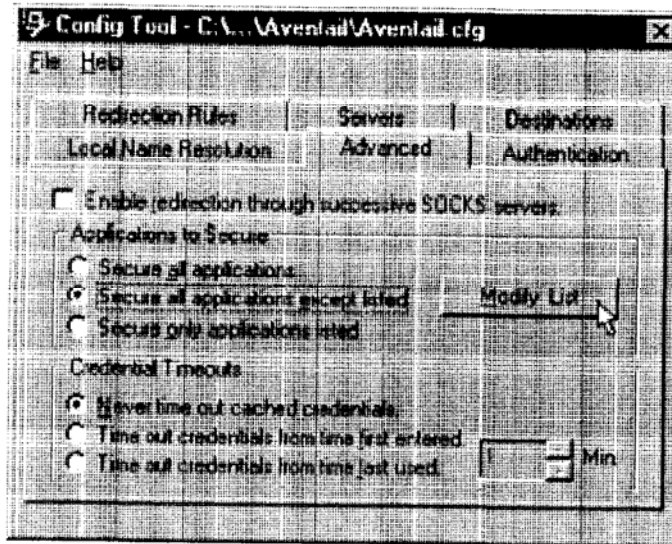 Config Tool - C:\...\Aventail\Aventail.cfg
File Help
Redirection Rules Servers Destinations
Local Name Resolution Advanced Authentication
Enable redirection through successive SOCKS servers.
Applications to Secure
Secure all applications
Secure all applications except listed Modify List
Secure only applications listed
Credential Timeouts
Never time out cached credentials.
Time out credentials from time first entered.
Time out credentials from time last used. 1 Min